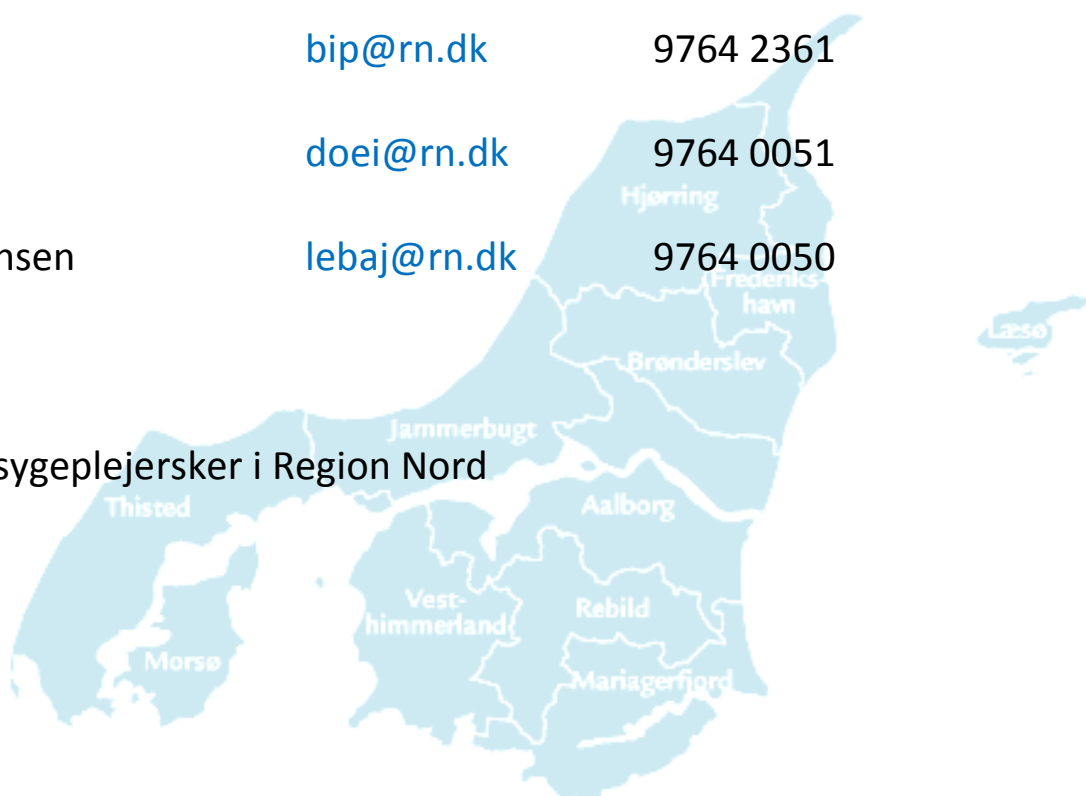 bip@rn.dk 9764 2361
doei@rn.dk 9764 0051
Hjørring
nsen lebaj@rn.dk 9764 0050
Frederiks-
havn
Læsø
Brønderslev
Jammerbugt
sygeplejersker i Region Nord
Thisted
Aalborg
Vest-
himmerland
Rebild
Morsø
Mariagerfjord